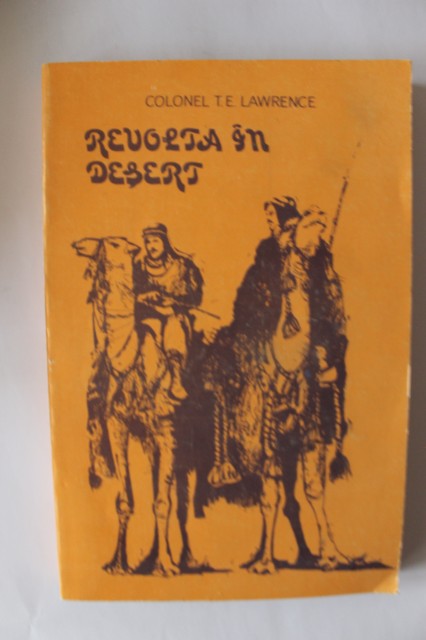 COLONEL T. E. LAWRENCE
REVOLTA ÎN
DEȘERT